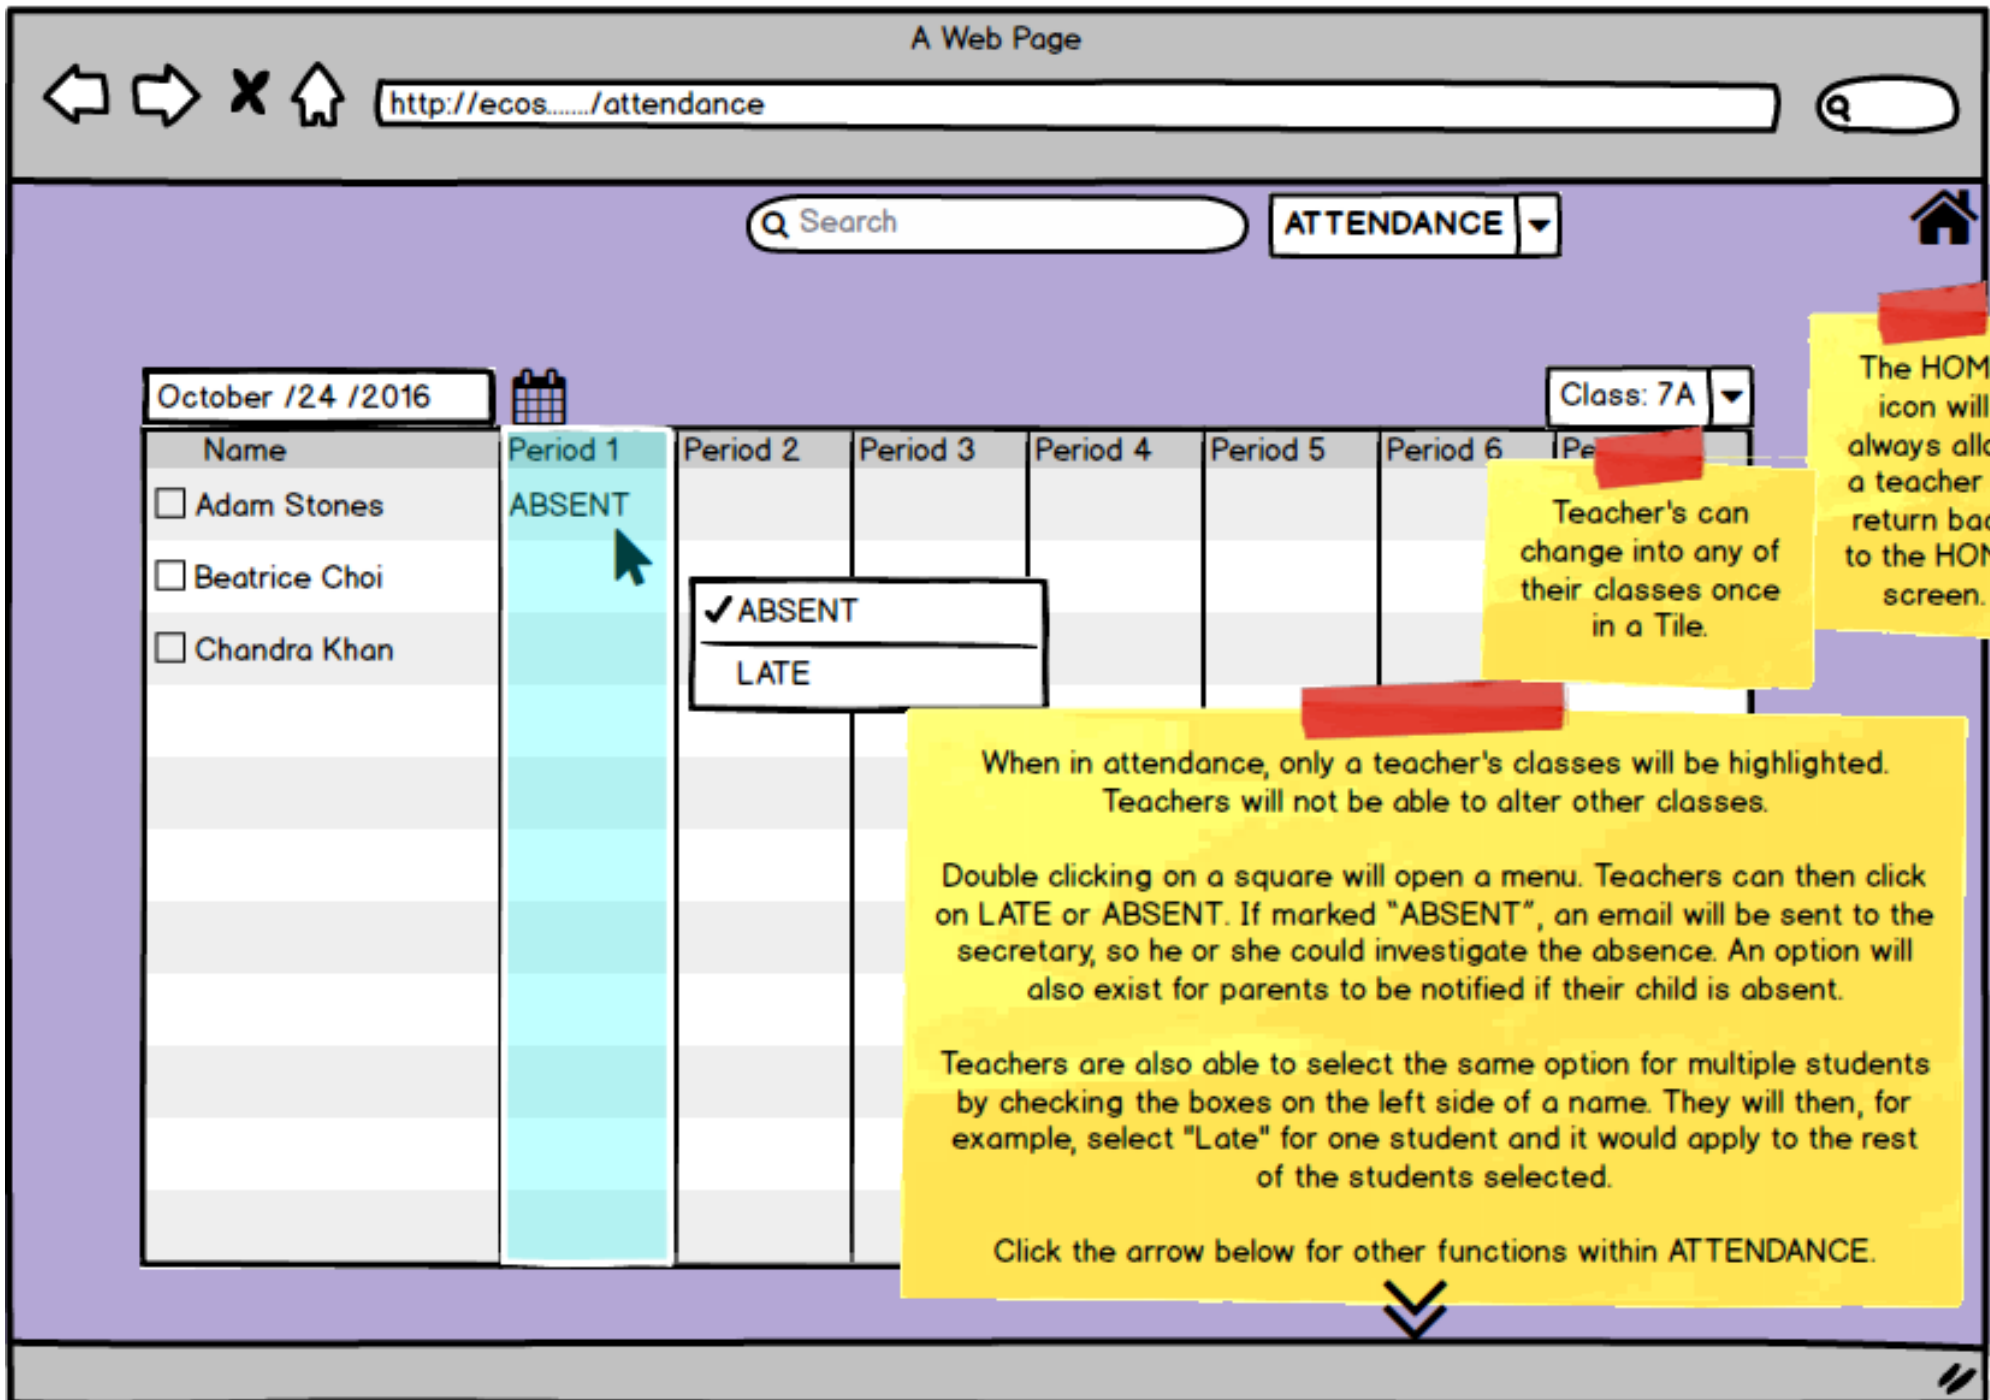 A Web Page
http://ecos......./attendance
Search
ATTENDANCE
October /24 /2016
Class: 7A
Name Period 1 Period 2 Period 3 Period 4 Period 5 Period 6
Adam Stones ABSENT
Beatrice Choi
Chandra Khan
ABSENT
LATE
The
icon will
always
a teacher
return
to the
screen.
Teacher's can
change into any of
their classes once
in a Tile.
When in attendance, only a teacher's classes will be highlighted.
Teachers will not be able to alter other classes.
Double clicking on a square will open a menu. Teachers can then click
on LATE or ABSENT. If marked “ABSENT”, an email will be sent to the
secretary, so he or she could investigate the absence. An option will
also exist for parents to be notified if their child is absent.
Teachers are also able to select the same option for multiple students
by checking the boxes on the left side of a name. They will then, for
example, select "Late" for one student and it would apply to the rest
of the students selected.
Click the arrow below for other functions within ATTENDANCE.